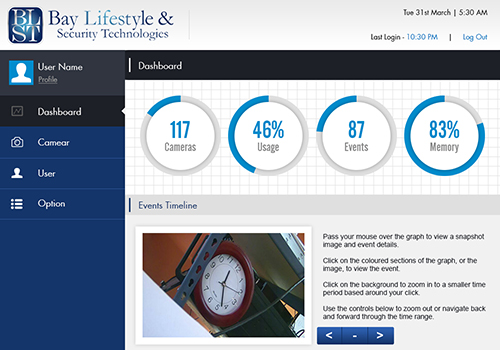 BL
ST
Bay Lifestyle &
Security Technologies
Tue 31st March | 5:30 AM
Last Login - 10:30 PM | Log Out
User Name
Profile
Dashboard
Camear
User
Option
Dashboard
117
Cameras
46%
Usage
87
Events
83%
Memory
Events Timeline
Pass your mouse over the graph to view a snapshot
image and event details.
Click on the coloured sections of the graph, or the
image, to view the event.
Click on the background to zoom in to a smaller time
period based around your click.
Use the controls below to zoom out or navigate back
and forward through the time range.
< - >